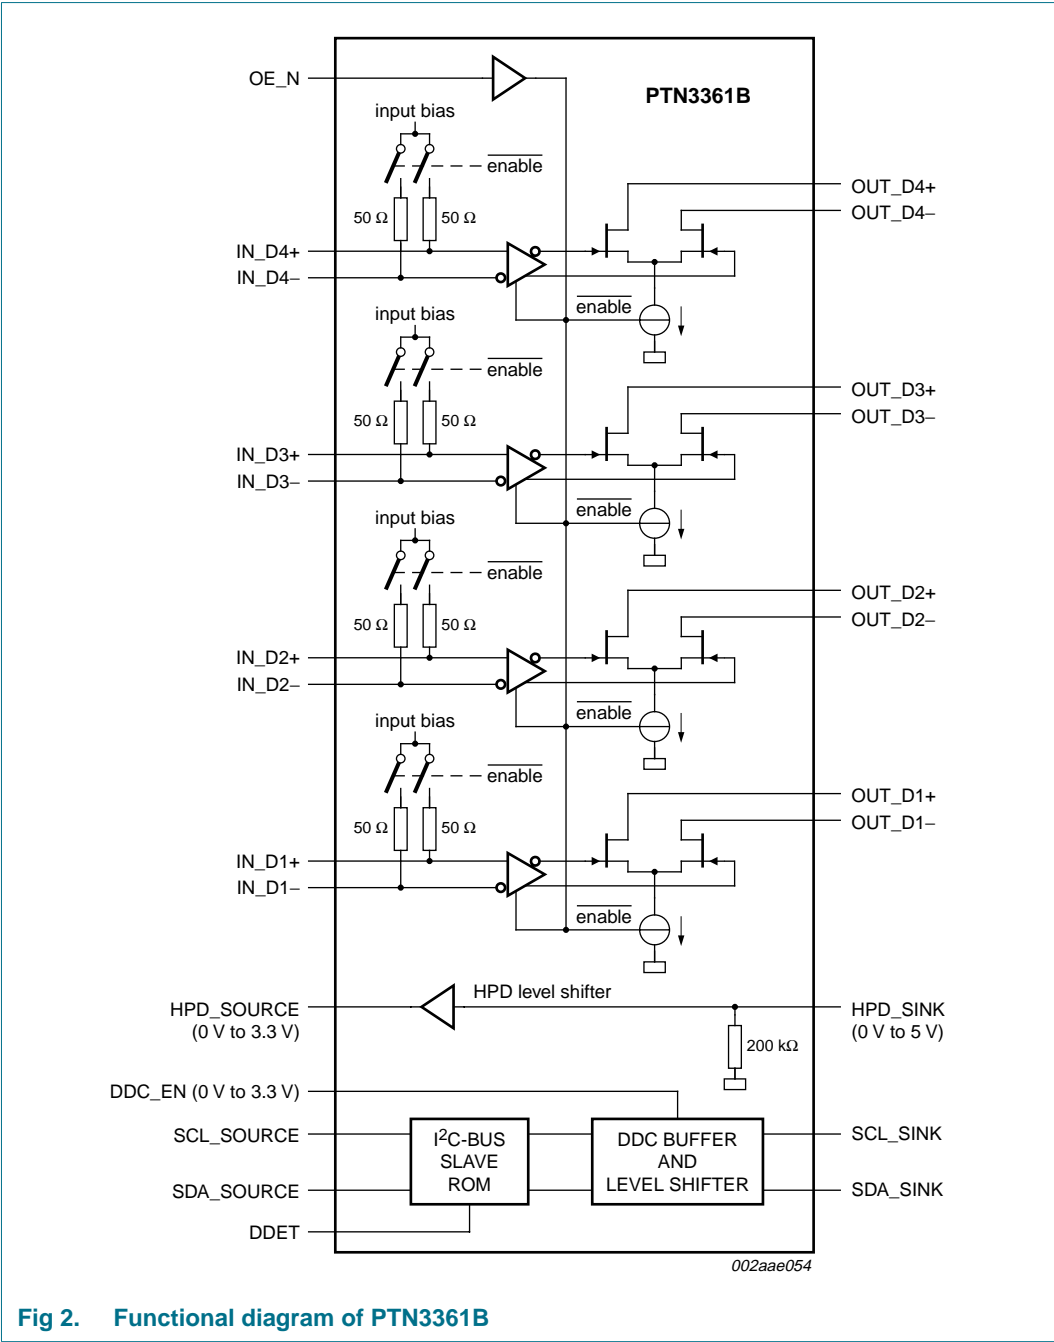 OE_N
PTN3361B
input bias
enable
OUT_D4+
OUT_D4−
50 Ω
50 Ω
IN_D4+
IN_D4−
enable
input bias
enable
OUT_D3+
OUT_D3−
50 Ω
50 Ω
IN_D3+
IN_D3−
enable
input bias
enable
OUT_D2+
OUT_D2−
50 Ω
50 Ω
IN_D2+
IN_D2−
enable
input bias
enable
OUT_D1+
OUT_D1−
50 Ω
50 Ω
IN_D1+
IN_D1−
enable
HPD level shifter
HPD_SOURCE
(0 V to 3.3 V)
HPD_SINK
(0 V to 5 V)
200 kΩ
DDC_EN (0 V to 3.3 V)
SCL_SOURCE
I2C-BUS
SLAVE
ROM
DDC BUFFER
AND
LEVEL SHIFTER
SCL_SINK
SDA_SOURCE
SDA_SINK
DDET
002aae054
Fig 2. Functional diagram of PTN3361B